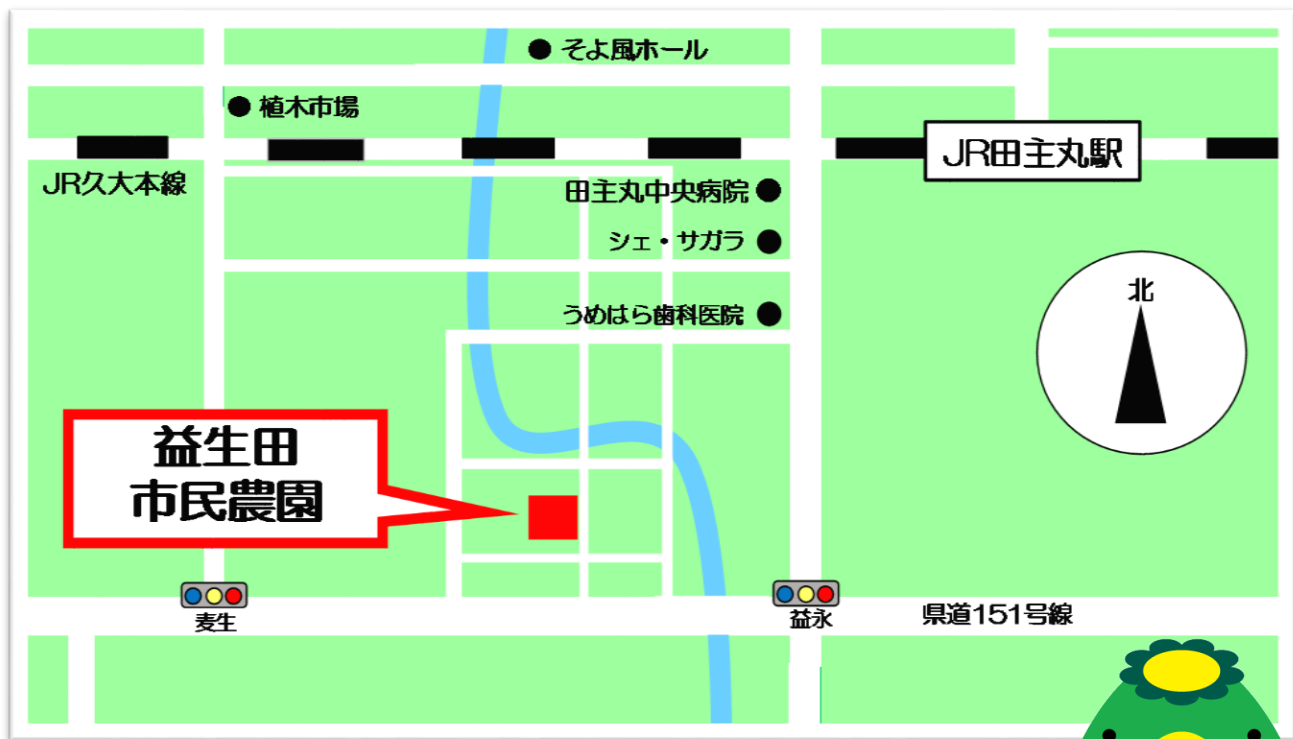 そよ風ホール
植木市場
JR田主丸駅
JR久大本線
田主丸中央病院
シェ・サガラ
北
うめはら歯科医院
益生田
市民農園
麦生
益永
県道151号線